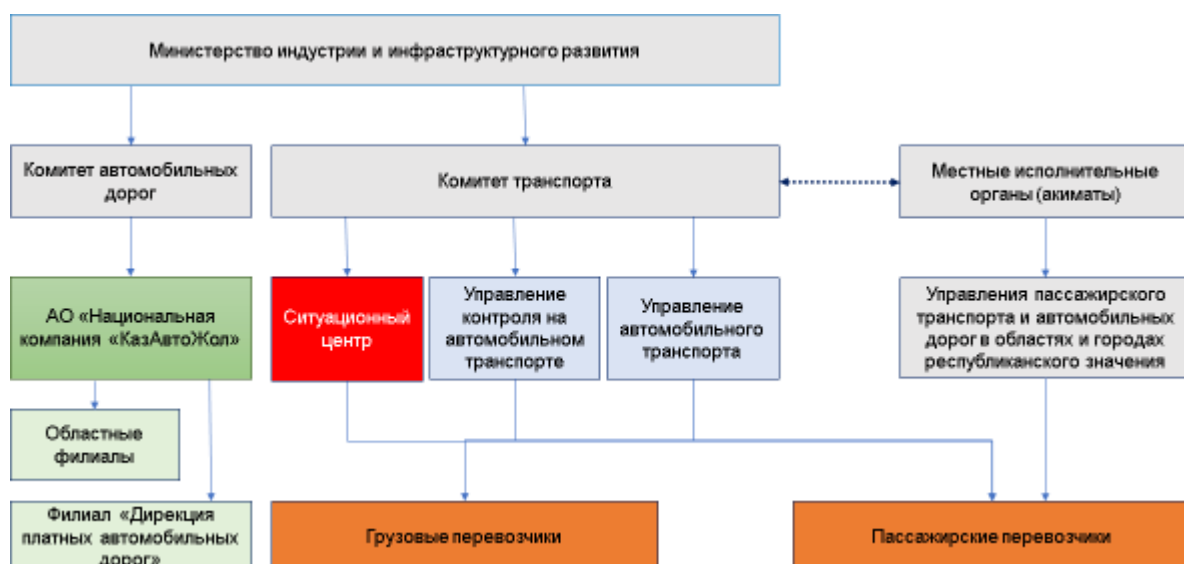 Министерство индустрии и инфраструктурного развития
Комитет автомобильных
дорог
Комитет транспорта
Местные исполнительные
органы (акиматы)
АО «Национальная
компания «КазАвтоЖол»
Ситуационный
центр
Управление
контроля на
автомобильном
транспорте
Управление
автомобильного
транспорта
Управления пассажирского
транспорта и автомобильных
дорог в областях и городах
республиканского значения
Областные
филиалы
Филиал «Дирекция
платных автомобильных
дорог»
Грузовые перевозчики
Пассажирские перевозчики